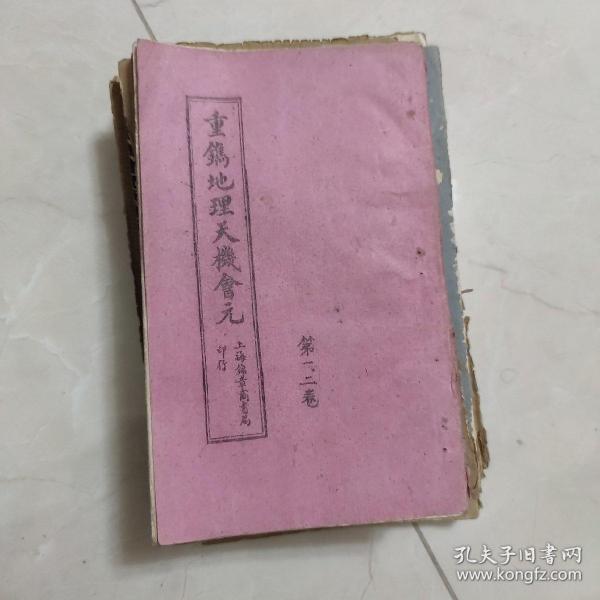 重鐫地理天機會元
上海錦章圖書局
印行
第一、二卷
孔夫子旧书网
www.kongfz.com